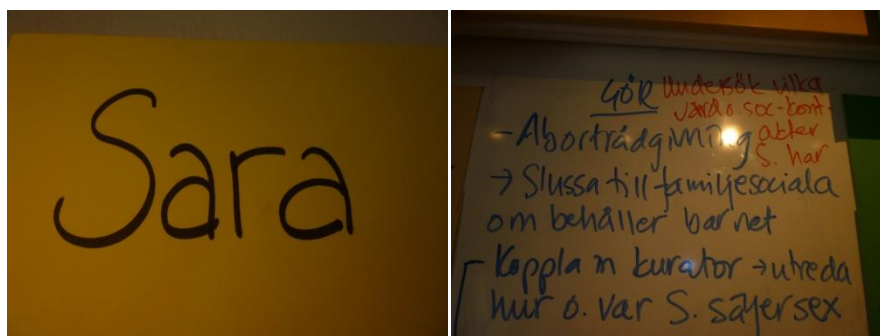 Sara
GÖR
Undersök vilka
vård o. soc-kont-
akter
S. har
- Abortrådgivning
→ Slussa till familjesociala
om behåller barnet
- Koppla in kurator → utreda
hur o. var S. säljer sex